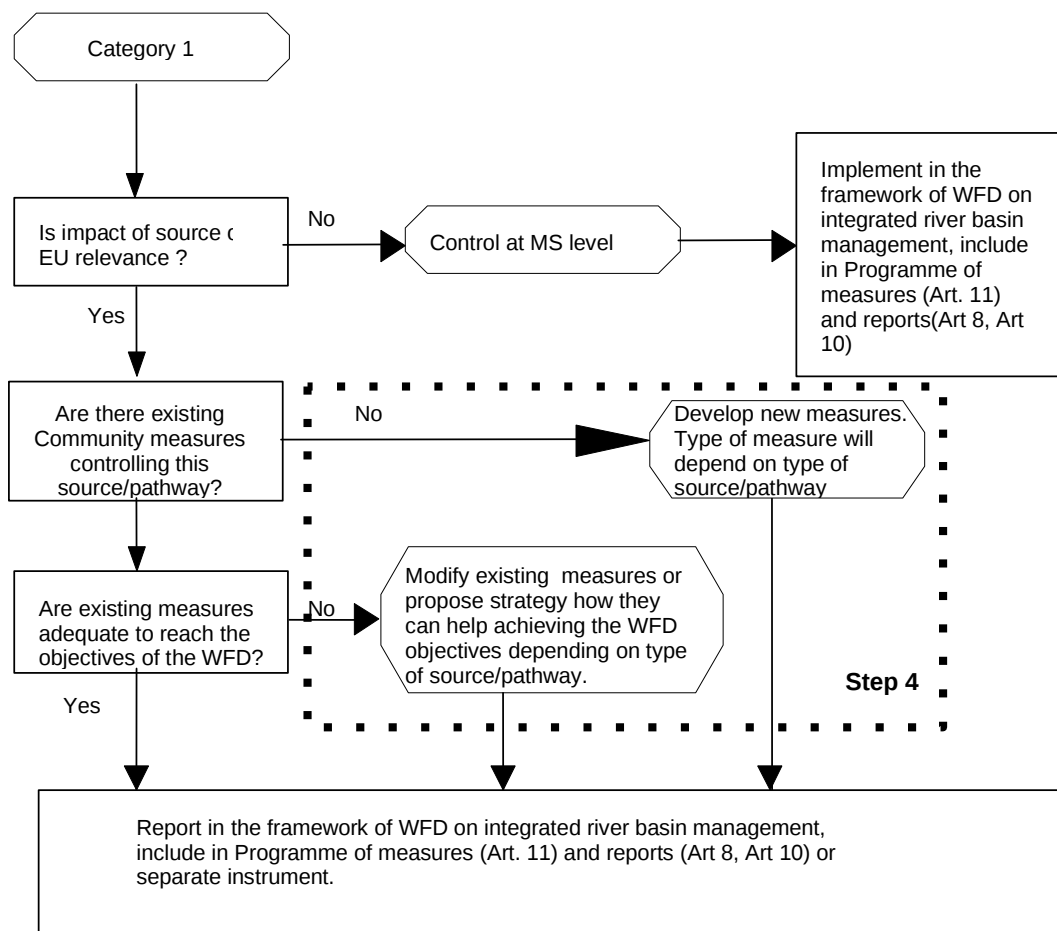 Category 1
Is impact of source
EU relevance ?
No
Control at MS level
Implement in the
framework of WFD on
integrated river basin
management, include
in Programme of
measures (Art. 11)
and reports(Art 8, Art
10)
Yes
Are there existing
Community measures
controlling this
source/pathway?
No
Develop new measures.
Type of measure will
depend on type of
source/pathway
Are existing measures
adequate to reach the
objectives of the WFD?
No
Modify existing measures or
propose strategy how they
can help achieving the WFD
objectives depending on type
of source/pathway.
Step 4
Yes
Report in the framework of WFD on integrated river basin management,
include in Programme of measures (Art. 11) and reports (Art 8, Art 10) or
separate instrument.